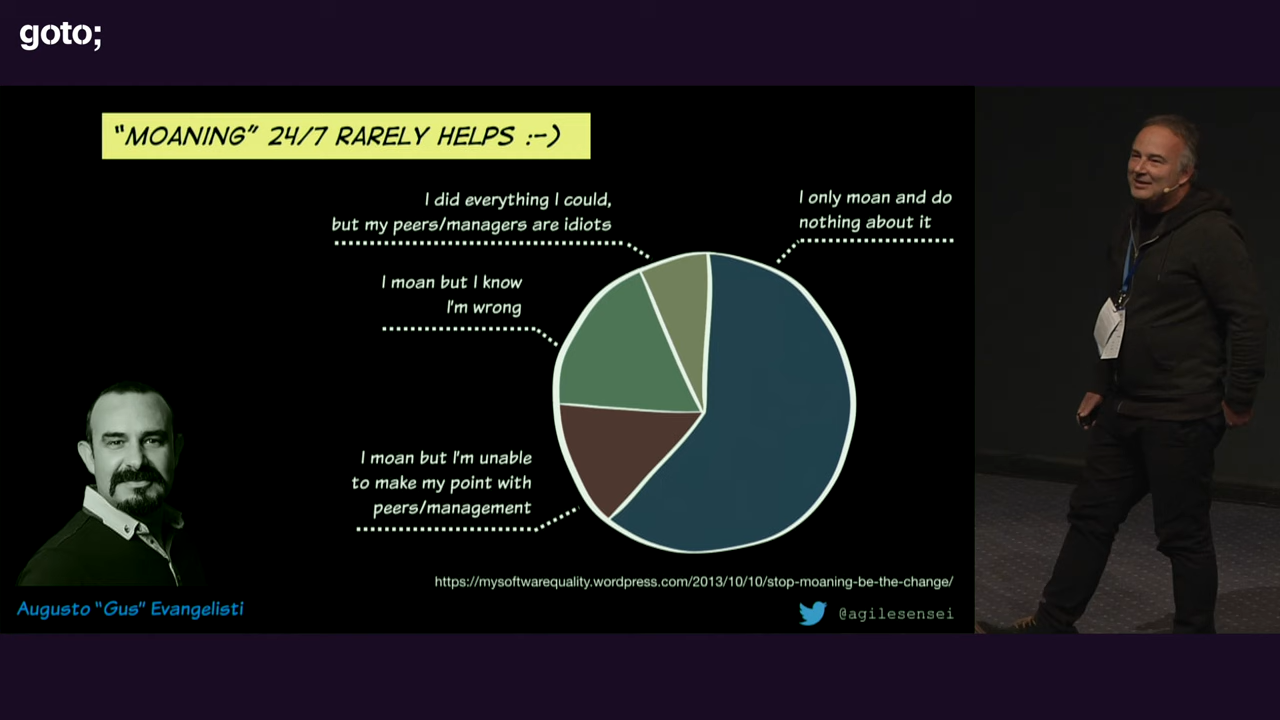 goto;
“MOANING” 24/7 RARELY HELPS :-)
I did everything I could,
but my peers/managers are idiots
I only moan and do
nothing about it
I moan but I know
I'm wrong
I moan but I'm unable
to make my point with
peers/management
https://mysoftwarequality.wordpress.com/2013/10/10/stop-moaning-be-the-change/
Augusto “Gus” Evangelisti
@agilesensei